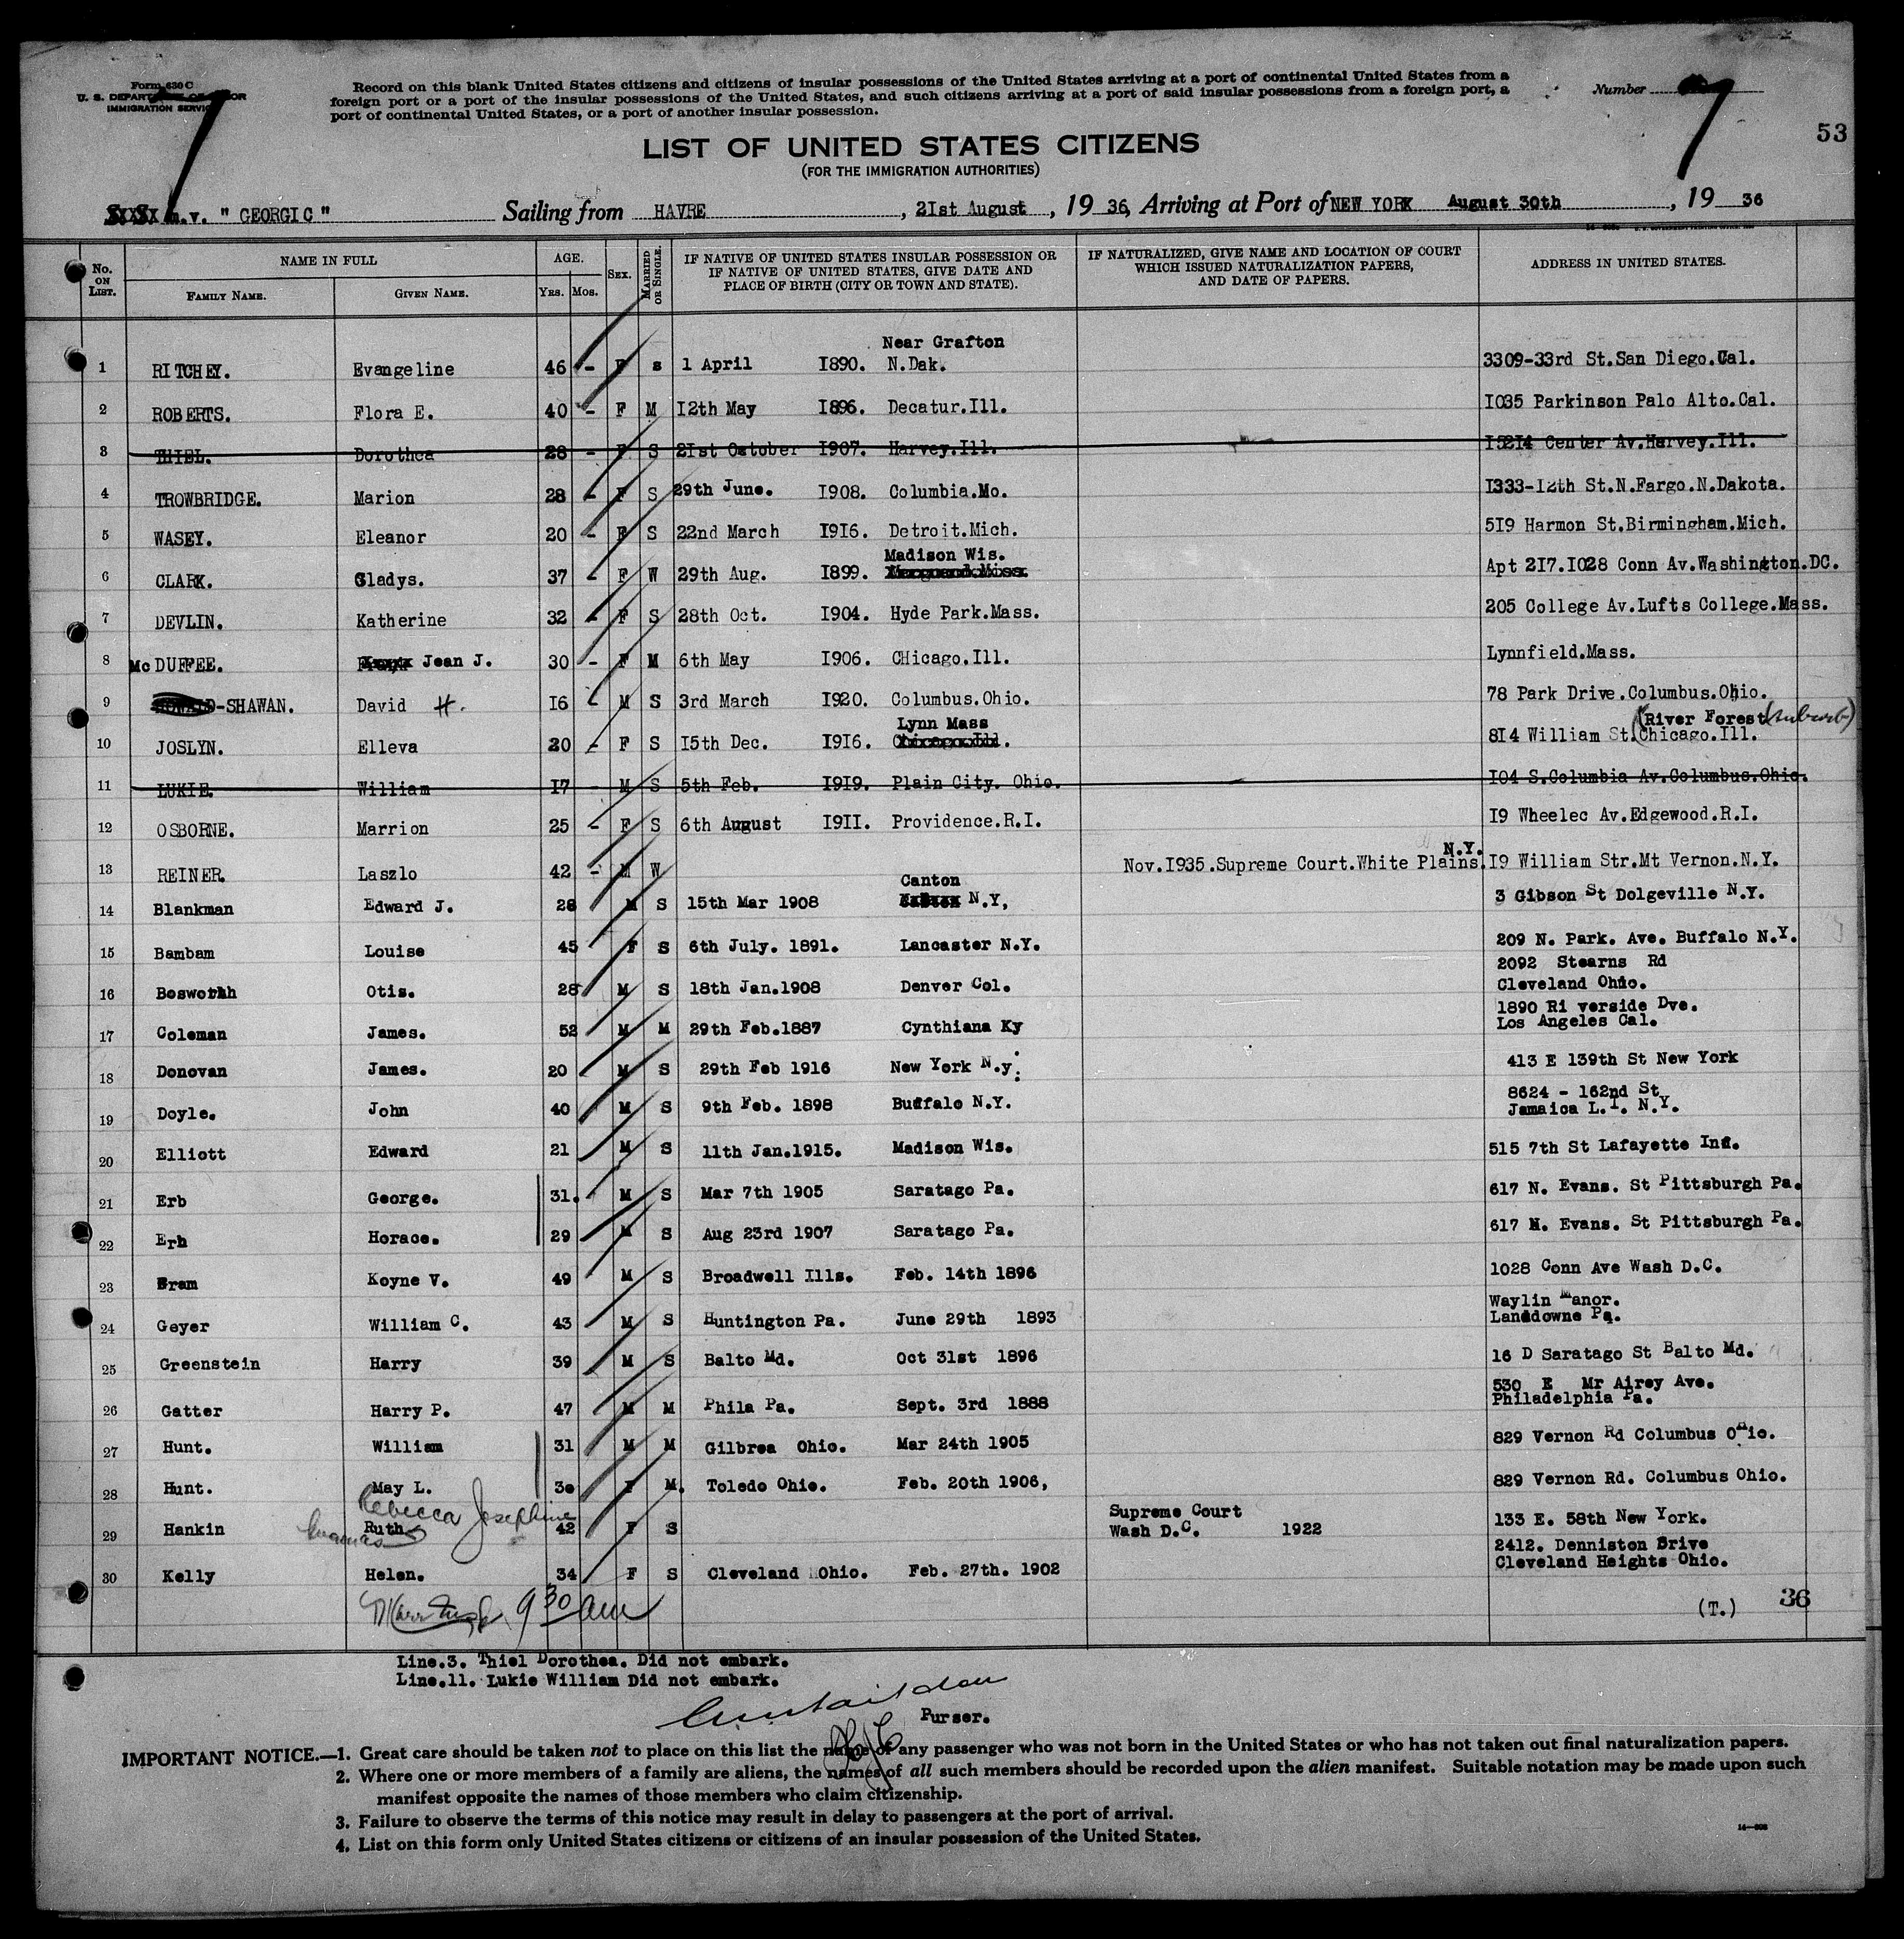 Form 630 C
U. S. DEPARTMENT OF LABOR
IMMIGRATION SERVICE
7
Record on this blank United States citizens and citizens of insular possessions of the United States arriving at a port of continental United States from a
foreign port or a port of the insular possessions of the United States, and such citizens arriving at a port of said insular possessions from a foreign port, a
port of continental United States, or a port of another insular possession.
Number 7
53
LIST OF UNITED STATES CITIZENS
(FOR THE IMMIGRATION AUTHORITIES)
S. S. m.v. " GEORGIC " Sailing from HAVRE , 21st August , 19 36, Arriving at Port of NEW YORK August 30th , 19 36
No. ON LIST. NAME IN FULL FAMILY NAME. GIVEN NAME. AGE. YRS. MOS. SEX. MARRIED OR SINGLE. IF NATIVE OF UNITED STATES INSULAR POSSESSION OR IF NATIVE OF UNITED STATES, GIVE DATE AND PLACE OF BIRTH (CITY OR TOWN AND STATE). IF NATURALIZED, GIVE NAME AND LOCATION OF COURT WHICH ISSUED NATURALIZATION PAPERS, AND DATE OF PAPERS. ADDRESS IN UNITED STATES.
Near Grafton
1 RITCHEY. Evangeline 46 - F s 1 April 1890. N.Dak. 3309-33rd St.San Diego.Cal.
2 ROBERTS. Flora E. 40 - F M 12th May 1896. Decatur.Ill. 1035 Parkinson Palo Alto.Cal.
3 THIEL. Dorothea 28 - F S 21st October 1907. Harvey.Ill. 15214 Center Av.Harvey.Ill.
4 TROWBRIDGE. Marion 28 - F S 29th June. 1908. Columbia.Mo. 1333-12th St.N.Fargo.N.Dakota.
5 WASEY. Eleanor 20 - F S 22nd March 1916. Detroit.Mich. 519 Harmon St.Birmingham.Mich.
Madison Wis.
6 CLARK. Gladys. 37 - F W 29th Aug. 1899. Apt 217.1028 Conn Av.Washington.DC.
7 DEVLIN. Katherine 32 - F S 28th Oct. 1904. Hyde Park.Mass. 205 College Av.Lufts College.Mass.
8 Mc DUFFEE. Jean J. 30 - F M 6th May 1906. CHicago.Ill. Lynnfield.Mass.
9 -SHAWAN. David H. 16 - M S 3rd March 1920. Columbus.Ohio. 78 Park Drive.Columbus.Ohio.
Lynn Mass (River Forest (suburb)
10 JOSLYN. Elleva 20 - F S 15th Dec. 1916. Chicago.Ill. 814 William St.Chicago.Ill.
11 LUKIE. William 17 - M S 5th Feb. 1919. Plain City. Ohio. 104 S.Columbia Av.Columbus.Ohio.
12 OSBORNE. Marrion 25 - F S 6th August 1911. Providence.R.I. 19 Wheelec Av.Edgewood.R.I.
N.Y.
13 REINER. Laszlo 42 - M W Nov.1935.Supreme Court.White Plains. 19 William Str.Mt Vernon.N.Y.
Canton
14 Blankman Edward J. 28 M S 15th Mar 1908 N.Y, 3 Gibson St Dolgeville N.Y.
15 Bambam Louise 45 F S 6th July. 1891. Lancaster N.Y. 209 N. Park. Ave. Buffalo N.Y.
2092 Stearns Rd
16 Bosworth Otis. 28 M S 18th Jan.1908 Denver Col. Cleveland Ohio.
1890 Ri verside Dve.
17 Coleman James. 52 M M 29th Feb.1887 Cynthiana Ky Los Angeles Cal.
18 Donovan James. 20 M S 29th Feb 1916 New York N.y. 413 E 139th St New York
8624 - 162nd St
19 Doyle. John 40 M S 9th Feb. 1898 Buffalo N.Y. Jamaica L.I. N.Y.
20 Elliott Edward 21 M S 11th Jan.1915. Madison Wis. 515 7th St Lafayette Ind.
21 Erb George. 31. M S Mar 7th 1905 Saratago Pa. 617 N. Evans. St Pittsburgh Pa.
22 Erb Horace. 29 M S Aug 23rd 1907 Saratago Pa. 617 N. Evans. St Pittsburgh Pa.
23 Eram Koyne V. 49 M S Broadwell Ills. Feb. 14th 1896 1028 Conn Ave Wash D.C.
Waylin Manor.
24 Geyer William C. 43 M S Huntington Pa. June 29th 1893 Landdowne Pa.
25 Greenstein Harry 39 M S Balto Md. Oct 31st 1896 16 D Saratago St Balto Md.
530 E Mr Airey Ave.
26 Gatter Harry P. 47 M M Phila Pa. Sept. 3rd 1888 Philadelphia Pa.
27 Hunt. William 31 M M Gilbrea Ohio. Mar 24th 1905 829 Vernon Rd Columbus Ohio.
28 Hunt. May L. 30 F M. Toledo Ohio. Feb. 20th 1906, 829 Vernon Rd. Columbus Ohio.
Rebecca Josephine Supreme Court
29 Hankin Ruth 42 F S Wash D.C. 1922 133 E. 58th New York.
2412. Denniston Drive
30 Kelly Helen. 34 F S Cleveland Ohio. Feb. 27th. 1902 Cleveland Heights Ohio.
9 30 am (T.) 36
Line.3. Thiel Dorothea. Did not embark.
Line.11. Lukie William Did not embark.
Purser.
IMPORTANT NOTICE.—1. Great care should be taken not to place on this list the name of any passenger who was not born in the United States or who has not taken out final naturalization papers.
2. Where one or more members of a family are aliens, the names of all such members should be recorded upon the alien manifest. Suitable notation may be made upon such
manifest opposite the names of those members who claim citizenship.
3. Failure to observe the terms of this notice may result in delay to passengers at the port of arrival.
4. List on this form only United States citizens or citizens of an insular possession of the United States.